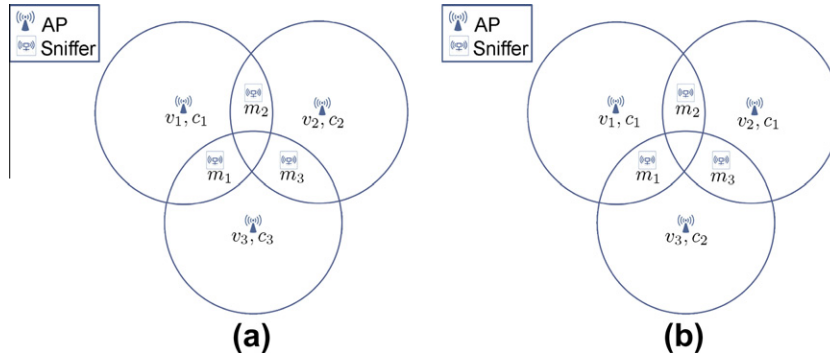 AP
Sniffer
m₂
v₁, c₁
v₂, c₂
m₁
m₃
v₃, c₃
(a)
AP
Sniffer
m₂
v₁, c₁
v₂, c₁
m₁
m₃
v₃, c₂
(b)